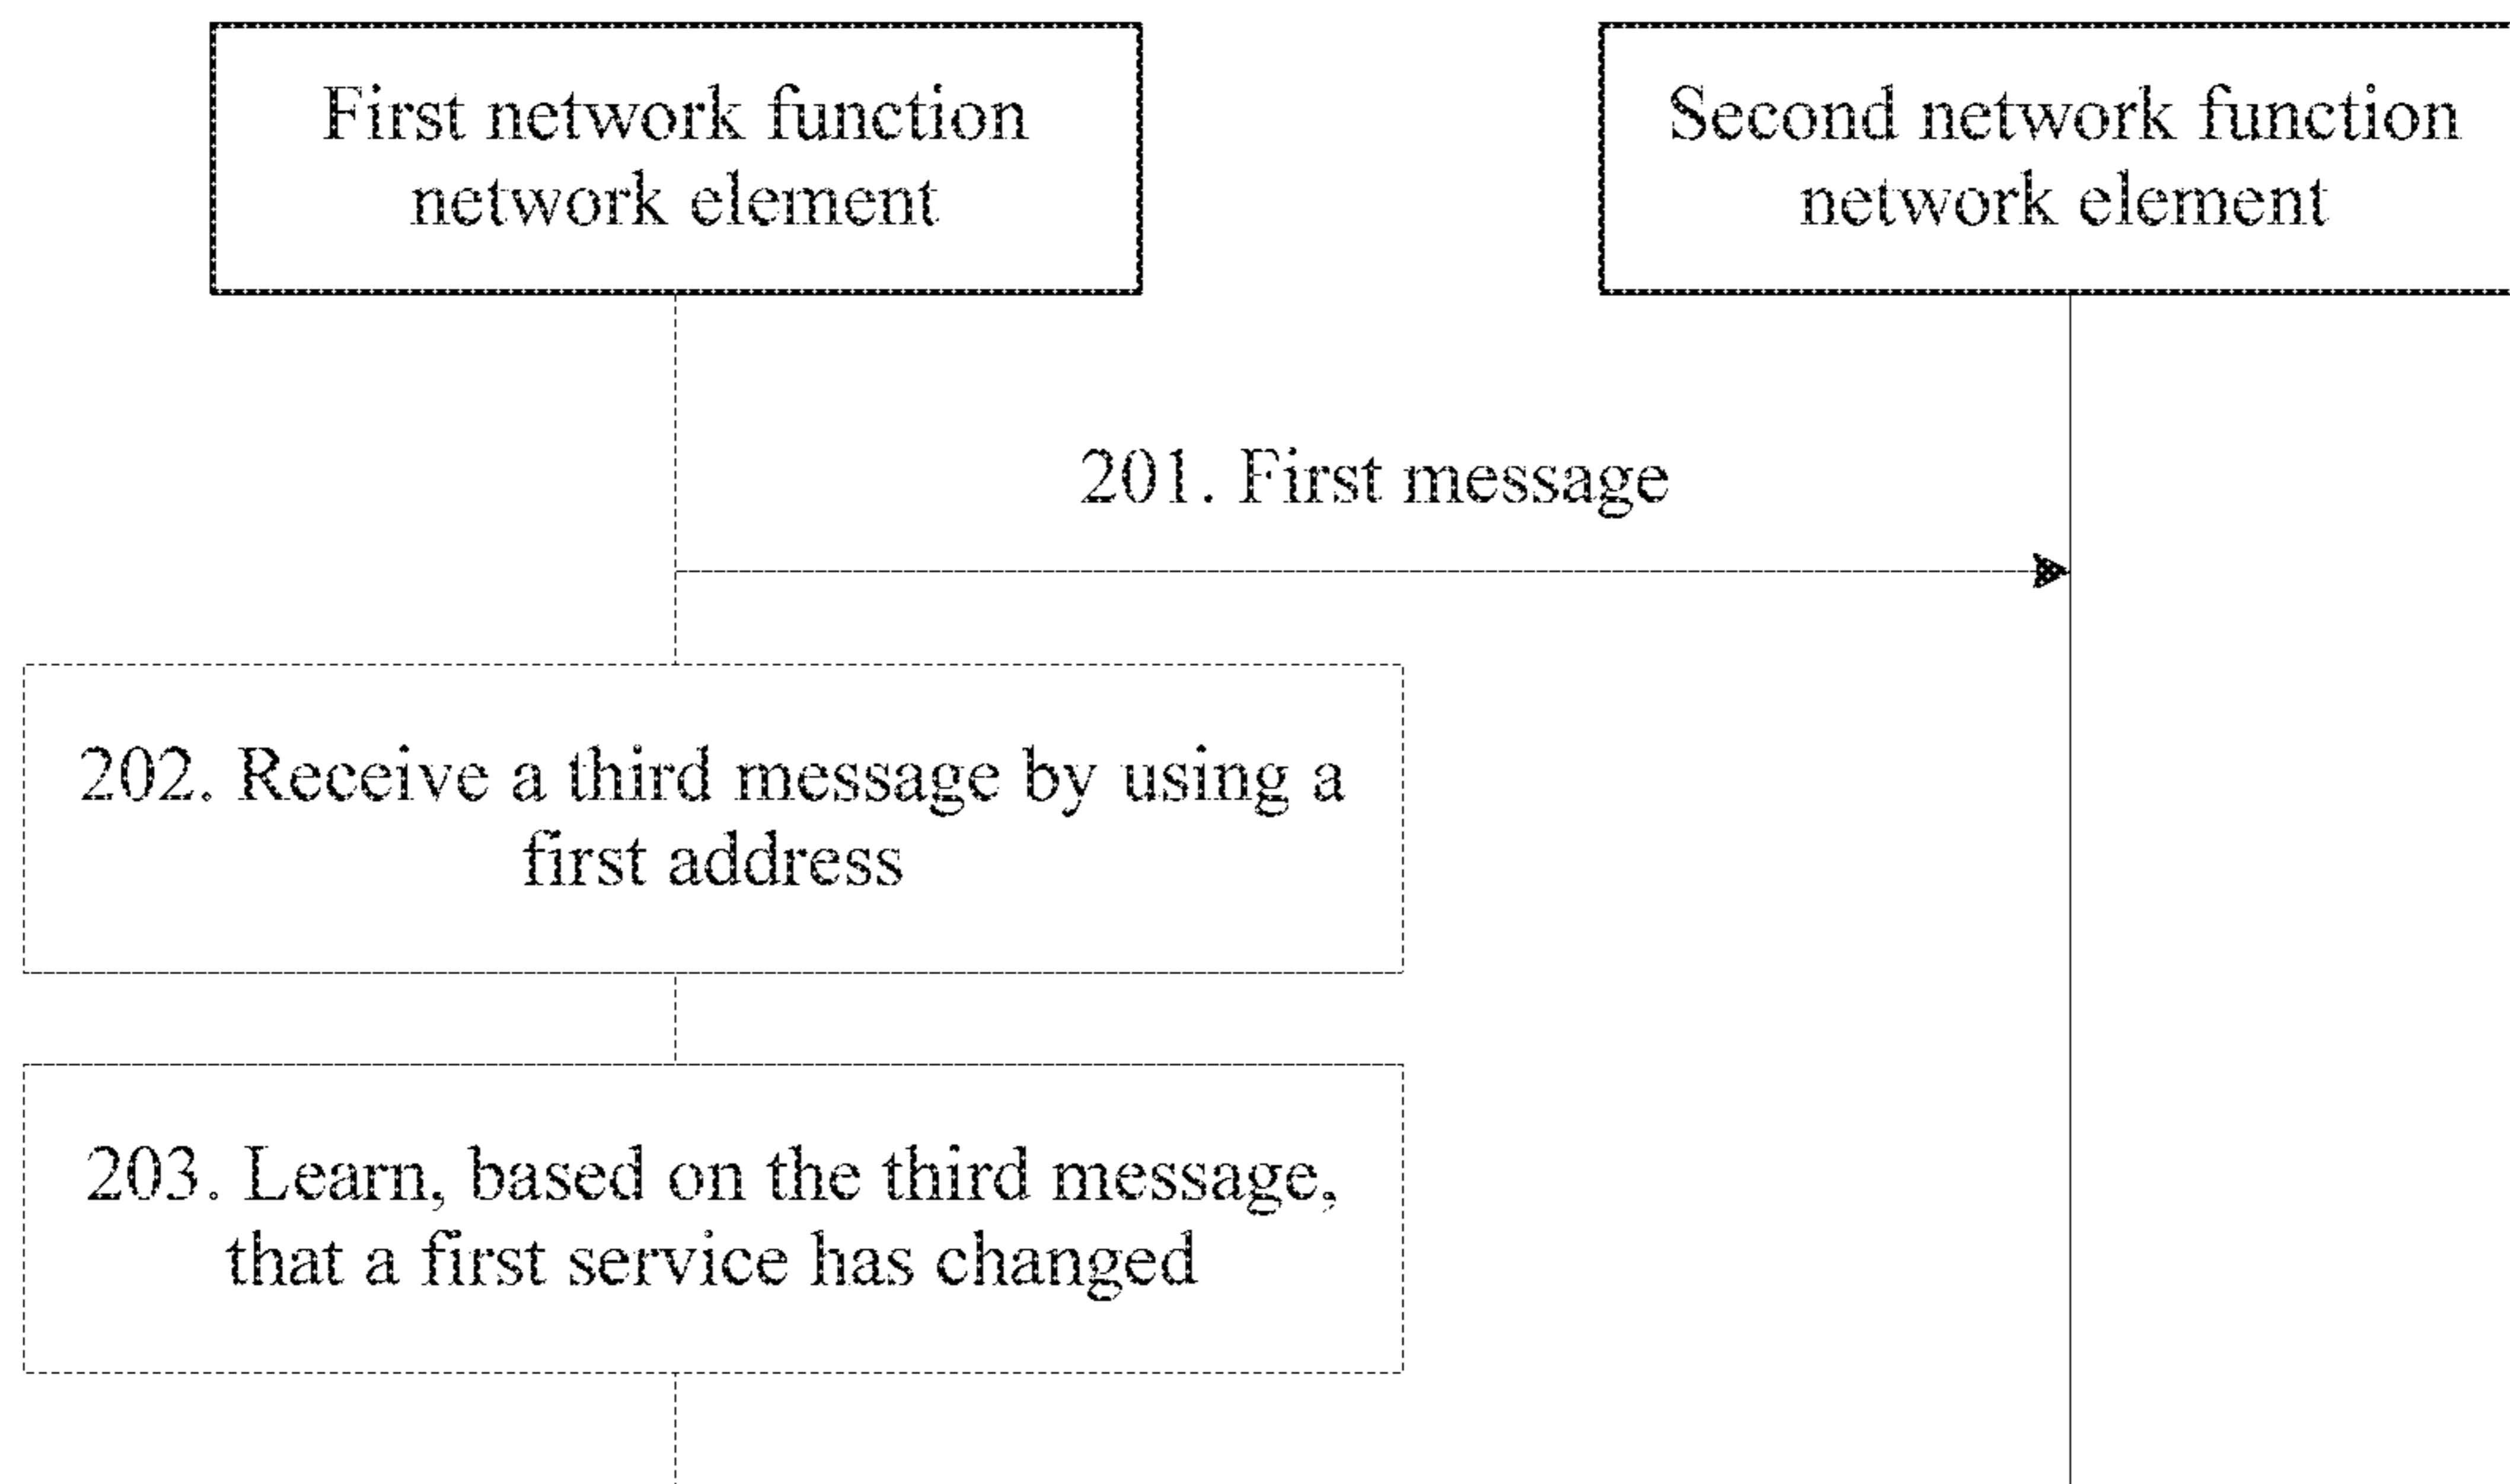 First network function
network element
Second network function
network element
201. First message
202. Receive a third message by using a
first address
203. Learn, based on the third message,
that a first service has changed